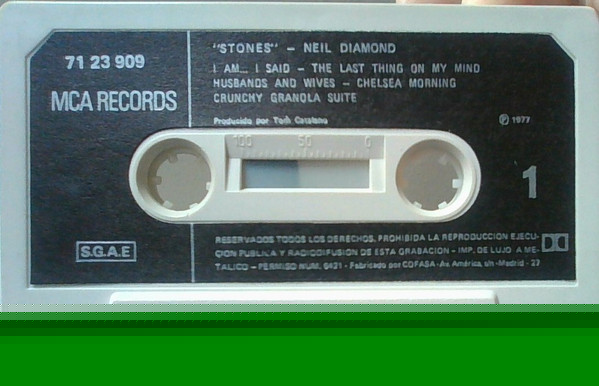 71 23 909
MCA RECORDS
"STONES" – NEIL DIAMOND
I AM... I SAID – THE LAST THING ON MY MIND
HUSBANDS AND WIVES – CHELSEA MORNING
CRUNCHY GRANOLA SUITE
Producido por Tom Catalano
℗ 1977
100 50 0
1
S.G.A.E
RESERVADOS TODOS LOS DERECHOS, PROHIBIDA LA REPRODUCCION EJECU-
CION PUBLICA Y RADIODIFUSION DE ESTA GRABACION – IMP. DE LUJO A ME-
TALICO – PERMISO NUM. 0431 - Fabricado por COFASA - Av. América, s/n - Madrid - 27